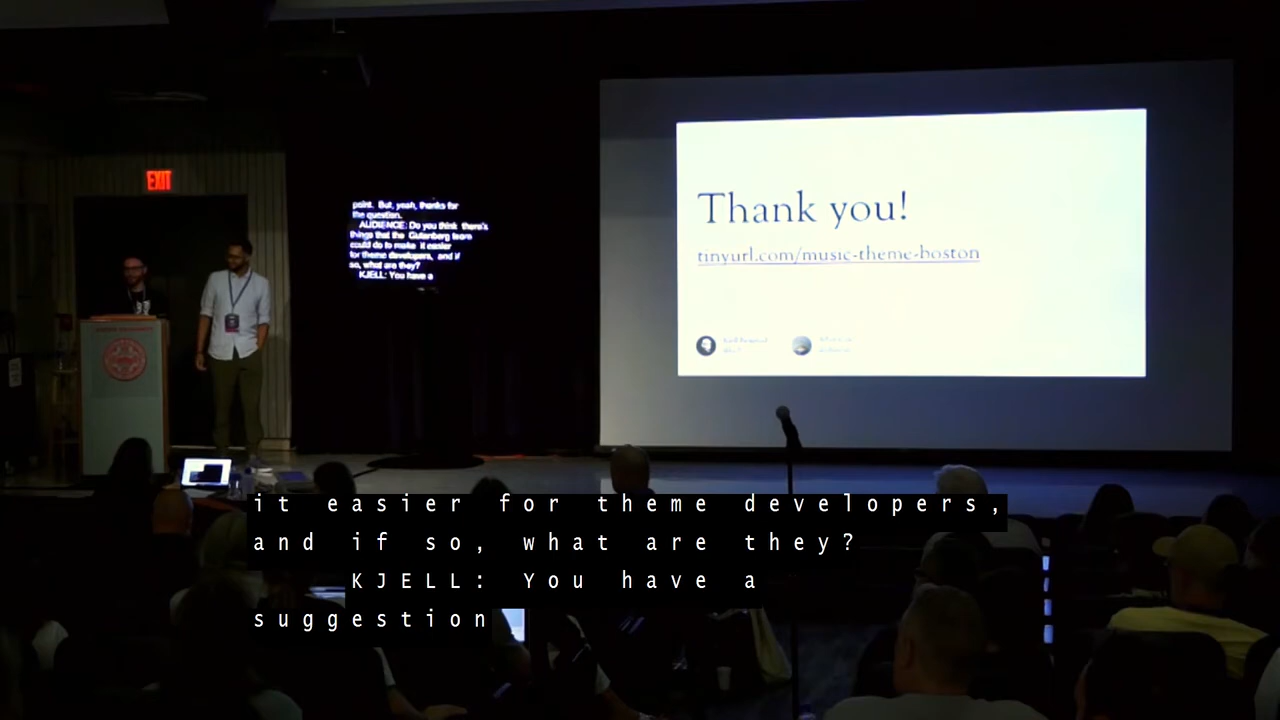 EXIT
point. But, yeah, thanks for
the question.
AUDIENCE: Do you think there's
things that the Gutenberg team
could do to make it easier
for theme developers, and if
so, what are they?
KJELL: You have a
Thank you!
tinyurl.com/music-theme-boston
it easier for theme developers,
and if so, what are they?
KJELL: You have a
suggestion